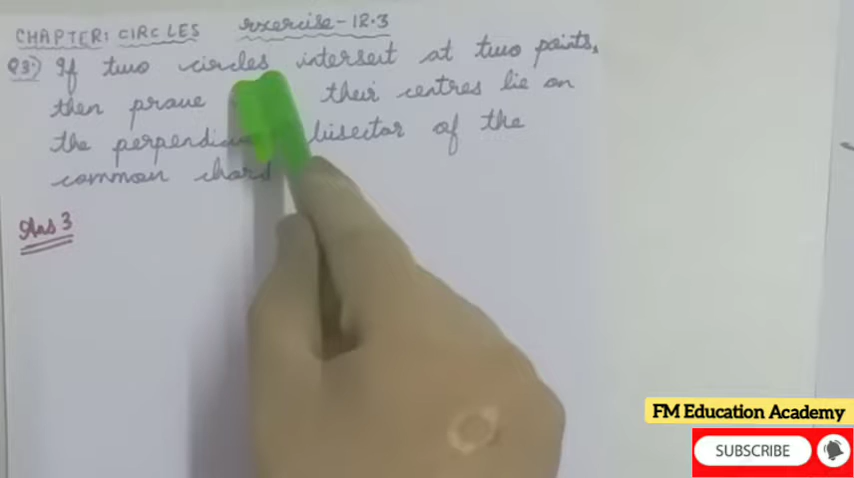 CHAPTER: CIRCLES exercise-12.3
Q3:) If two circles intersect at two points,
then prove their centres lie on
the perpendicu bisector of the
common chord
Ans 3
FM Education Academy
SUBSCRIBE